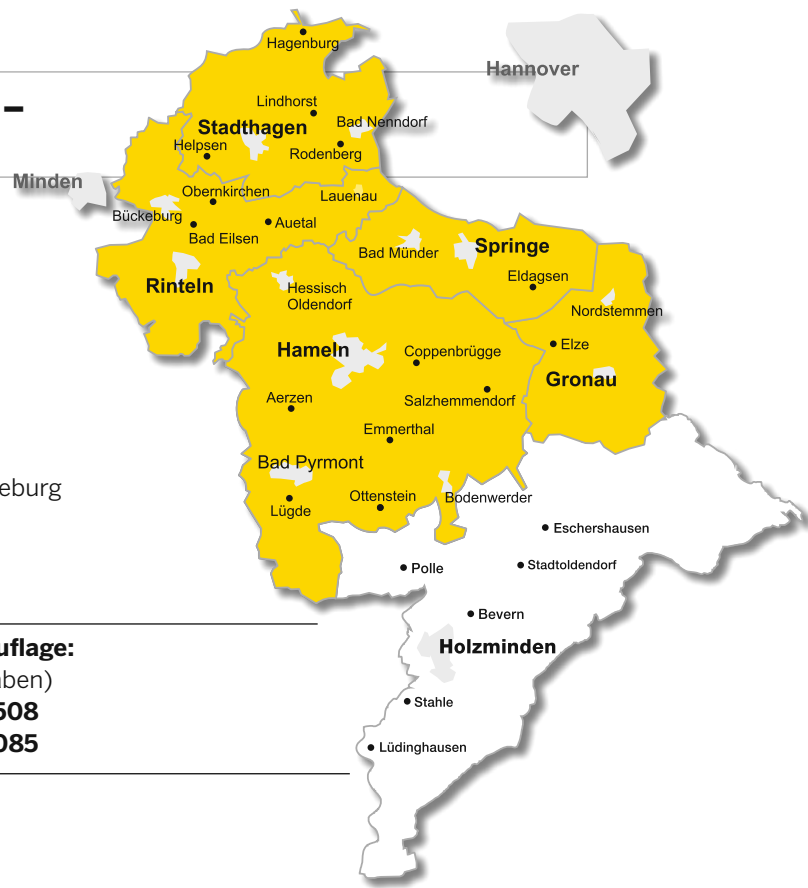 Hagenburg
Hannover
–
Lindhorst
Bad Nenndorf
Stadthagen
Helpsen
Rodenberg
Minden
Obernkirchen
Lauenau
Bückeburg
Auetal
Bad Eilsen
Springe
Bad Münder
Eldagsen
Rinteln
Hessisch
Oldendorf
Nordstemmen
Hameln
Coppenbrügge
Elze
Gronau
Aerzen
Salzhemmendorf
Emmerthal
Bad Pyrmont
eburg
Ottenstein
Bodenwerder
Lügde
Eschershausen
Polle
Stadtoldendorf
Bevern
uflage:
Holzminden
aben)
508
Stahle
085
Lüdinghausen